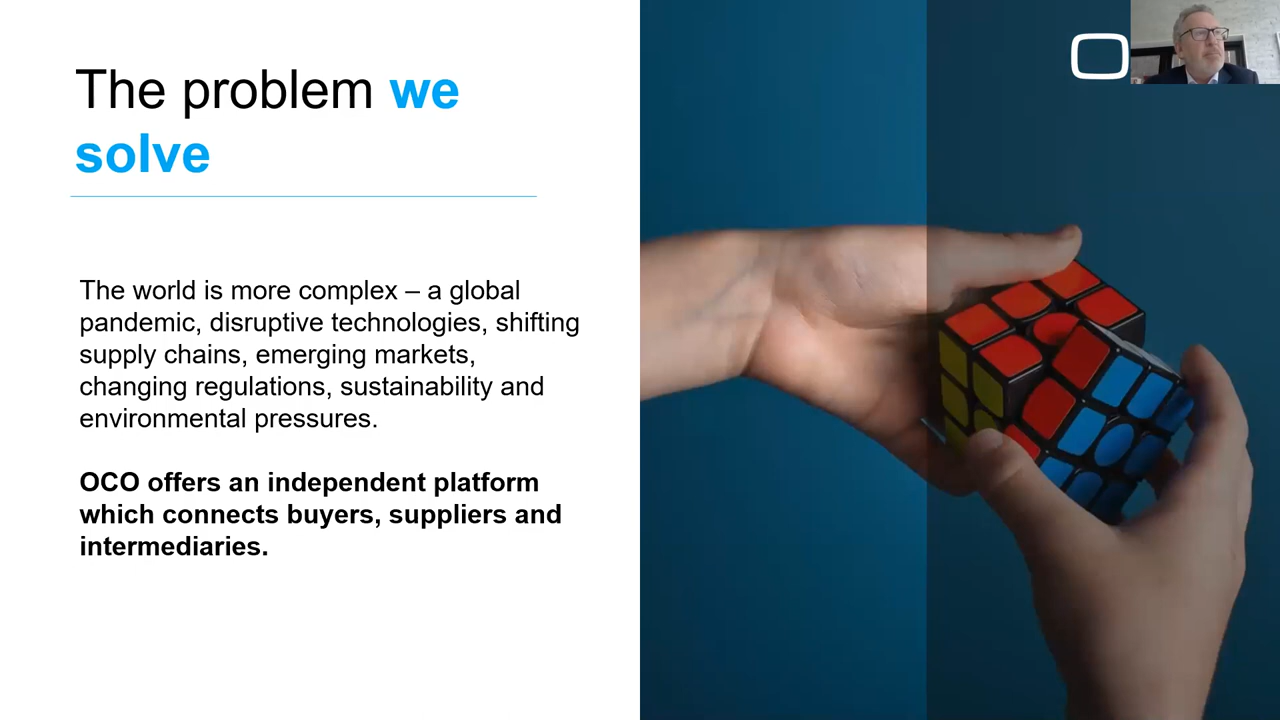 The problem we
solve
The world is more complex – a global
pandemic, disruptive technologies, shifting
supply chains, emerging markets,
changing regulations, sustainability and
environmental pressures.
OCO offers an independent platform
which connects buyers, suppliers and
intermediaries.